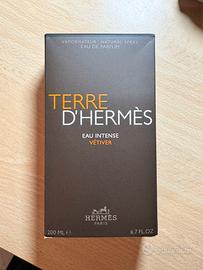 VAPORISATEUR NATURAL SPRAY
EAU DE PARFUM
TERRE
D'HERMÈS
EAU INTENSE
VÉTIVER
HERMÈS
PARIS
200 ML ℮
6.7 FL.OZ